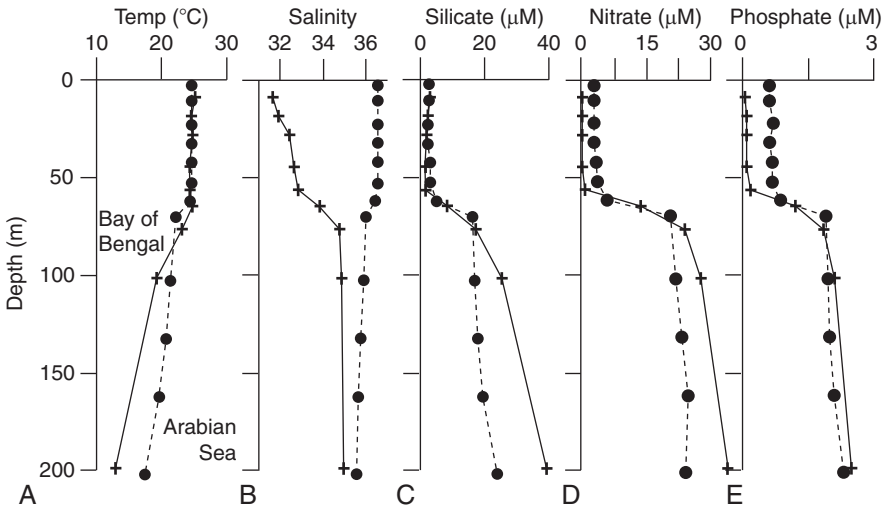 Temp (°C) Salinity Silicate (μM) Nitrate (μM) Phosphate (μM)
10 20 30 32 34 36 0 20 40 0 15 30 0 3
0
50
Bay of
Bengal
Depth (m)
100
150
Arabian
Sea
200
A B C D E